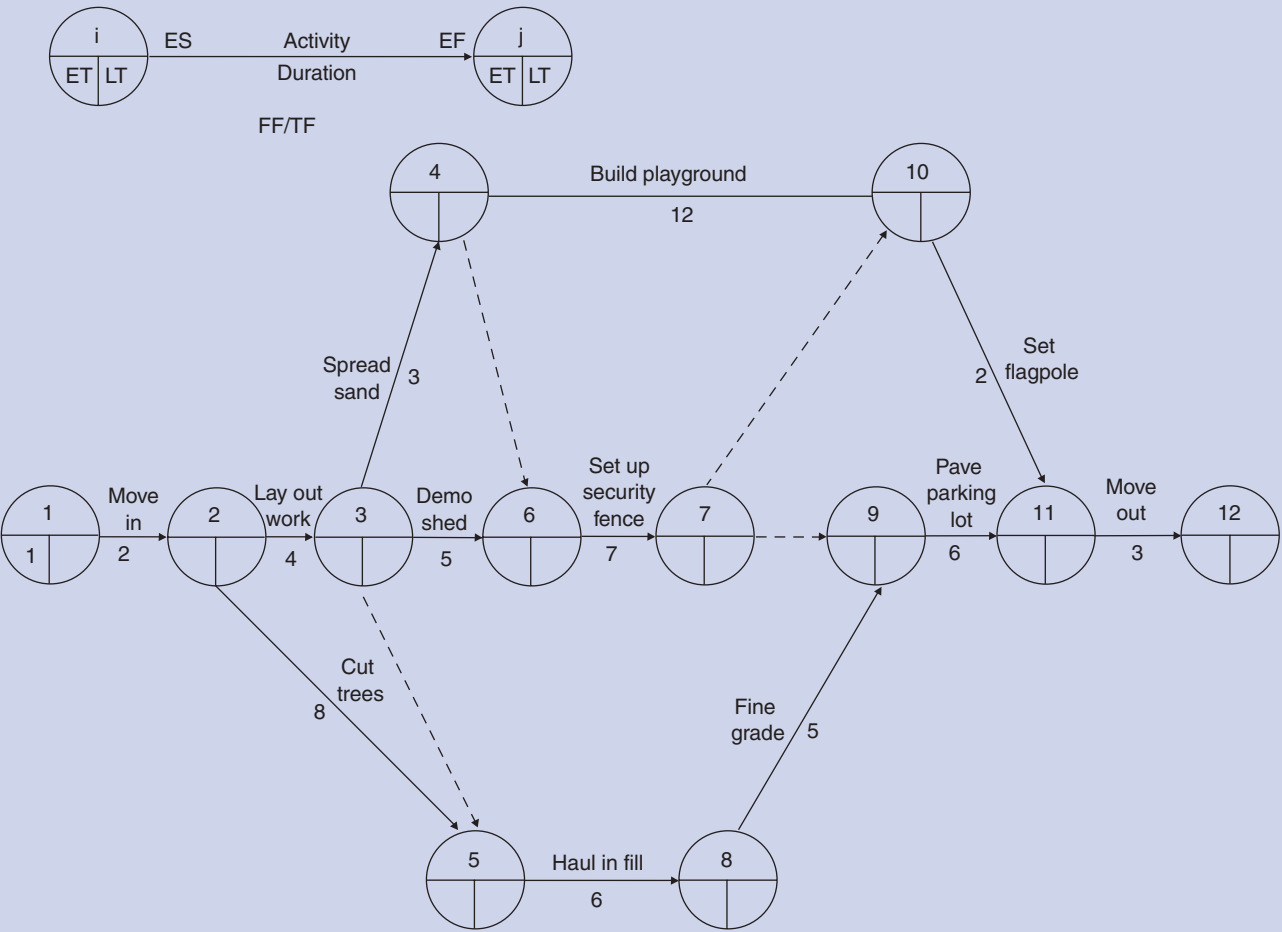 i
ES
Activity
EF
j
ET
LT
Duration
ET
LT
FF/TF
4
Build playground
12
10
Spread
sand
3
Set
flagpole
2
1
1
Move
in
2
2
Lay out
work
4
3
Demo
shed
5
6
Set up
security
fence
7
7
9
Pave
parking
lot
6
11
Move
out
3
12
Cut
trees
8
Fine
grade
5
5
Haul in fill
6
8